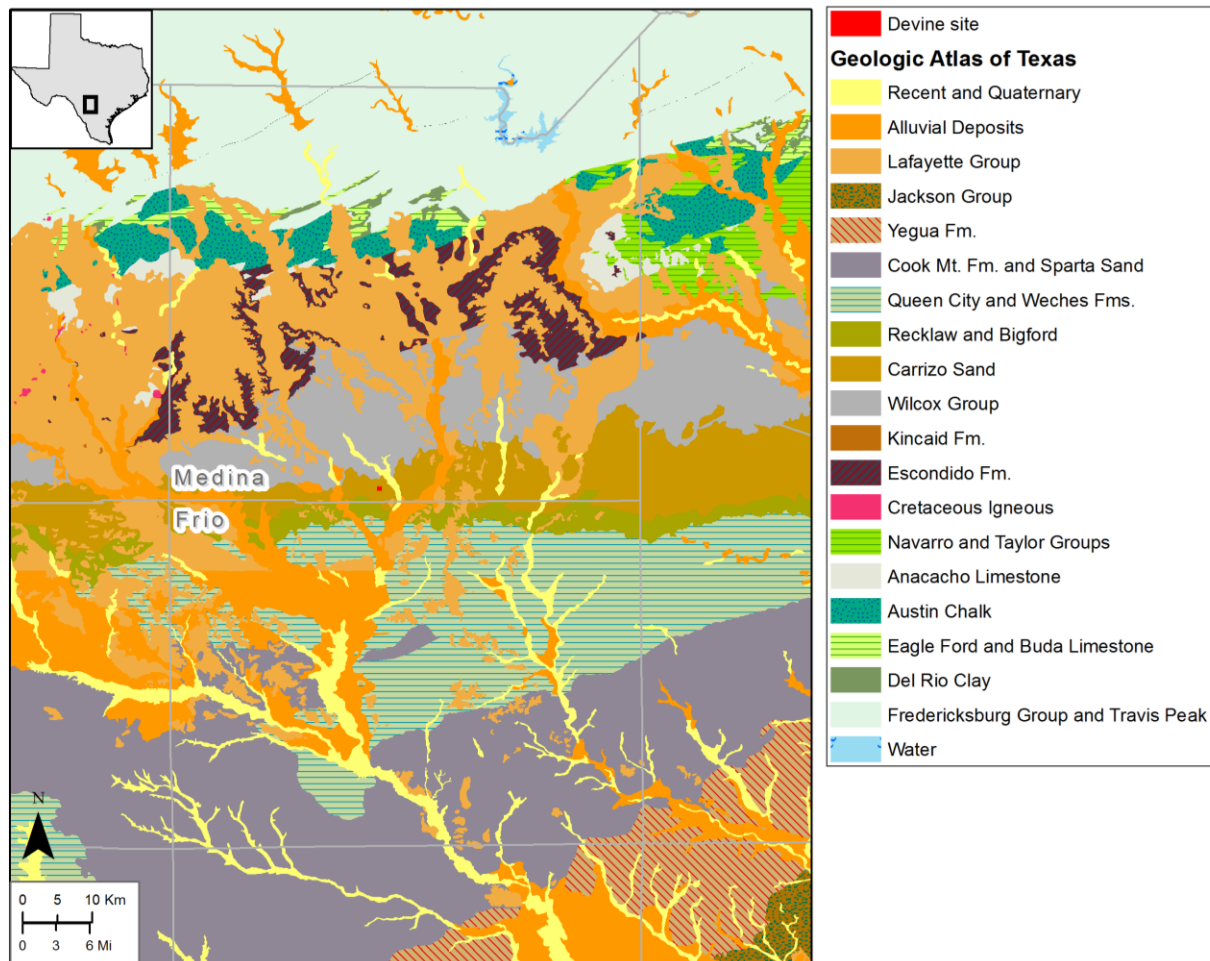 Medina
Frio
N
0 5 10 Km
0 3 6 Mi
Devine site
Geologic Atlas of Texas
Recent and Quaternary
Alluvial Deposits
Lafayette Group
Jackson Group
Yegua Fm.
Cook Mt. Fm. and Sparta Sand
Queen City and Weches Fms.
Recklaw and Bigford
Carrizo Sand
Wilcox Group
Kincaid Fm.
Escondido Fm.
Cretaceous Igneous
Navarro and Taylor Groups
Anacacho Limestone
Austin Chalk
Eagle Ford and Buda Limestone
Del Rio Clay
Fredericksburg Group and Travis Peak
Water